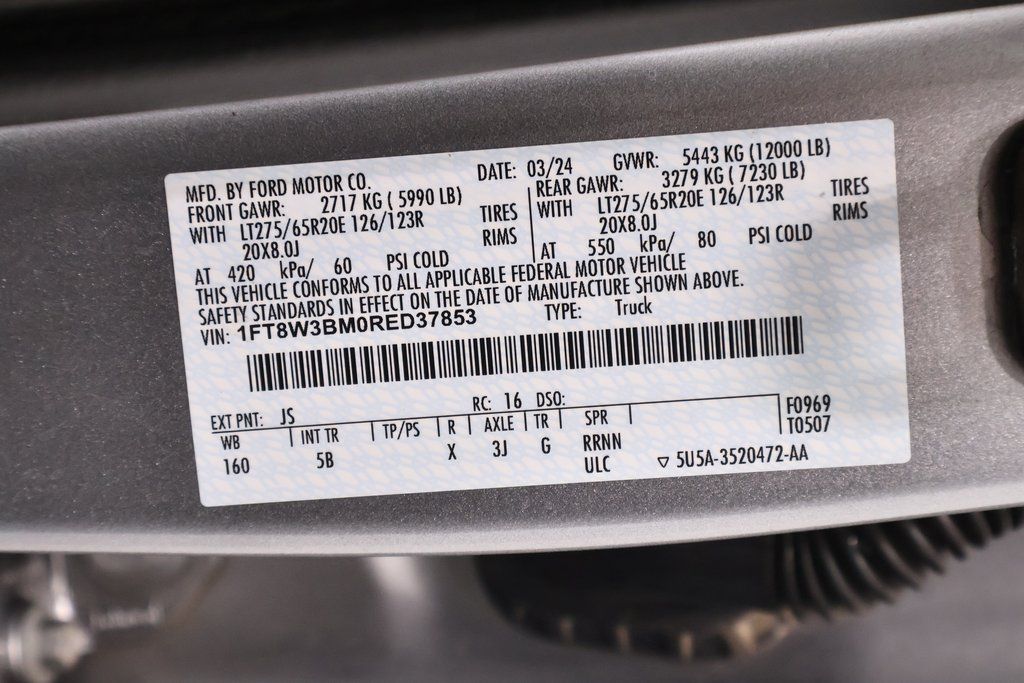 MFD. BY FORD MOTOR CO. DATE: 03/24 GVWR: 5443 KG (12000 LB)
FRONT GAWR: 2717 KG ( 5990 LB) REAR GAWR: 3279 KG ( 7230 LB)
WITH LT275/65R20E 126/123R TIRES WITH LT275/65R20E 126/123R TIRES
20X8.0J RIMS 20X8.0J RIMS
AT 420 kPa/ 60 PSI COLD AT 550 kPa/ 80 PSI COLD
THIS VEHICLE CONFORMS TO ALL APPLICABLE FEDERAL MOTOR VEHICLE
SAFETY STANDARDS IN EFFECT ON THE DATE OF MANUFACTURE SHOWN ABOVE.
VIN: 1FT8W3BM0RED37853 TYPE: Truck
EXT PNT: JS RC: 16 DSO: F0969
WB INT TR TP/PS R AXLE TR SPR T0507
160 5B X 3J G RRNN
ULC ▽ 5U5A-3520472-AA